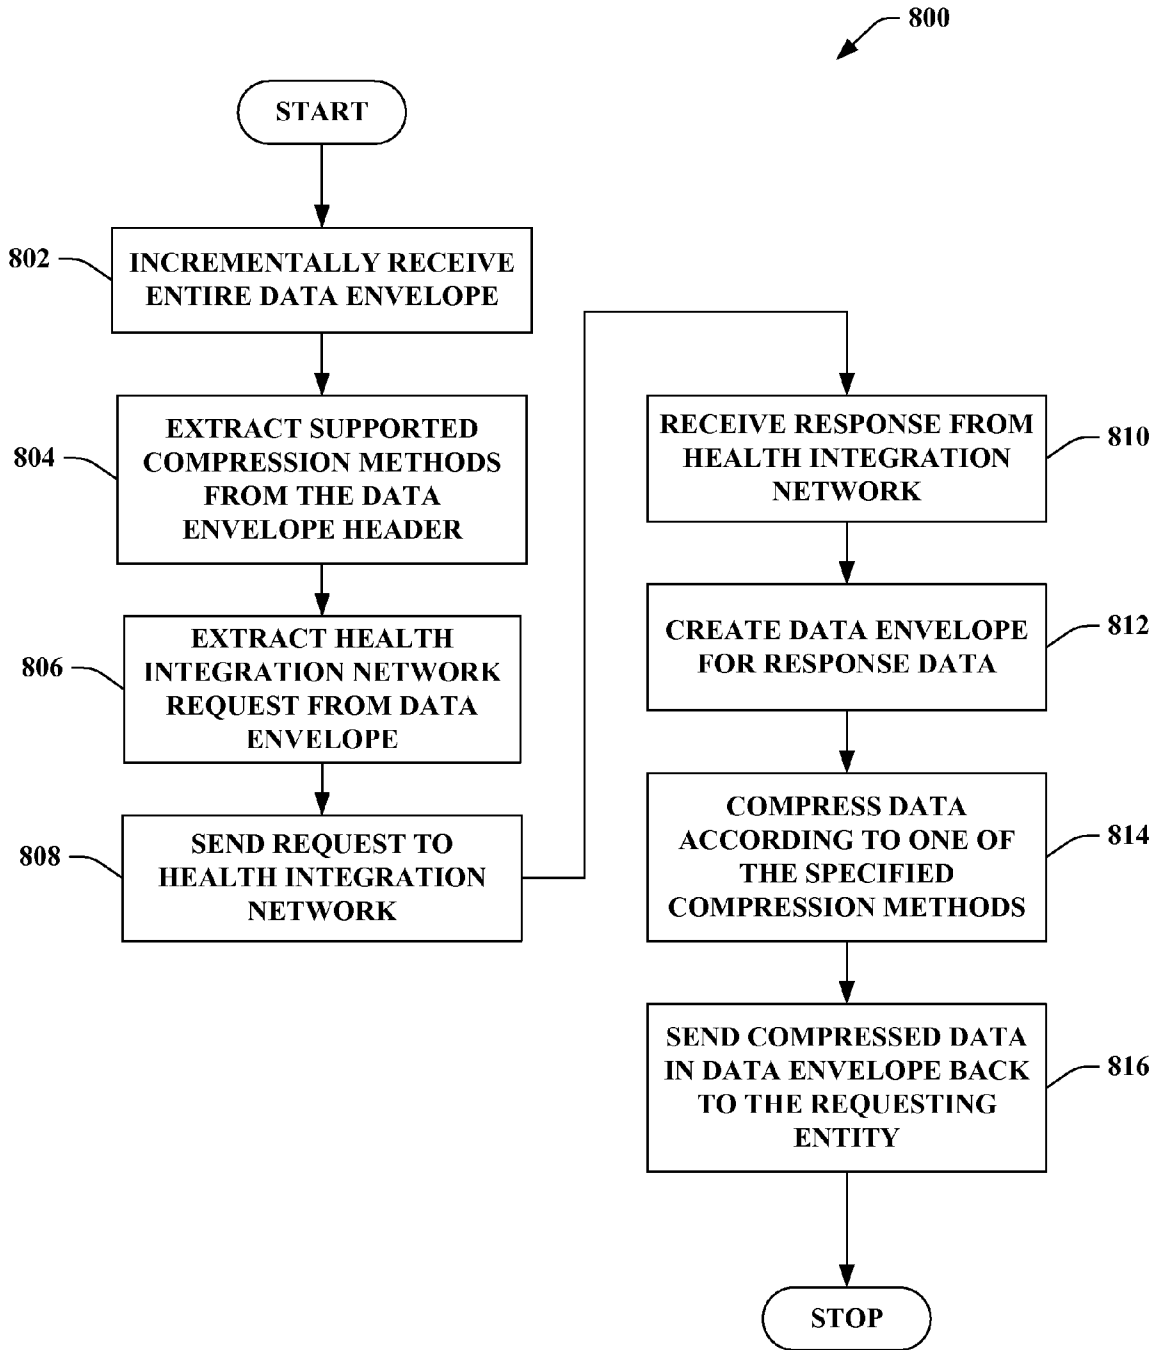 800
START
802
INCREMENTALLY RECEIVE
ENTIRE DATA ENVELOPE
804
EXTRACT SUPPORTED
COMPRESSION METHODS
FROM THE DATA
ENVELOPE HEADER
806
EXTRACT HEALTH
INTEGRATION NETWORK
REQUEST FROM DATA
ENVELOPE
808
SEND REQUEST TO
HEALTH INTEGRATION
NETWORK
RECEIVE RESPONSE FROM
HEALTH INTEGRATION
NETWORK
810
CREATE DATA ENVELOPE
FOR RESPONSE DATA
812
COMPRESS DATA
ACCORDING TO ONE OF
THE SPECIFIED
COMPRESSION METHODS
814
SEND COMPRESSED DATA
IN DATA ENVELOPE BACK
TO THE REQUESTING
ENTITY
816
STOP